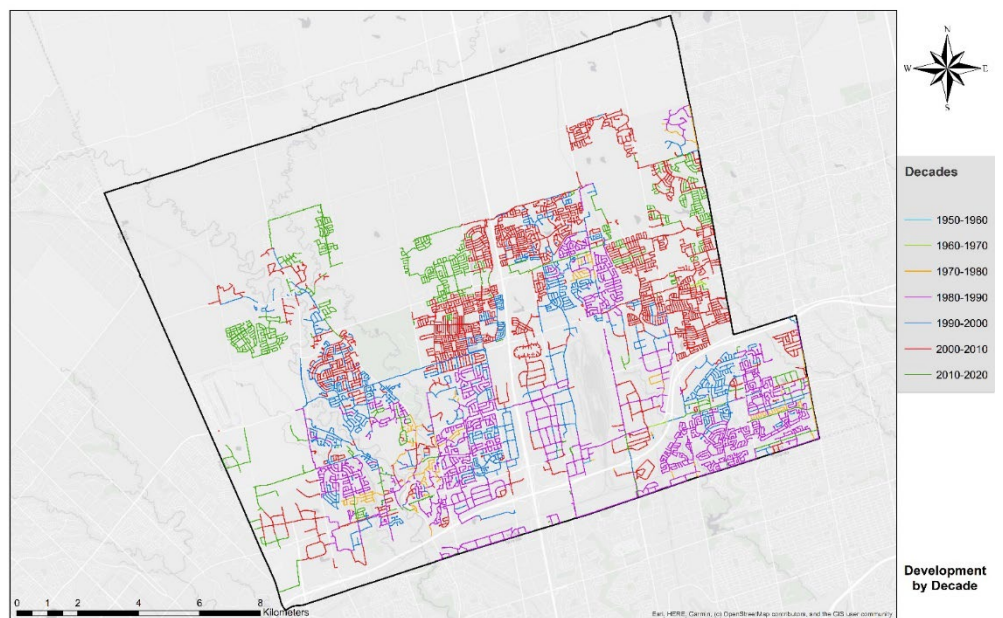 N
W E
S
Decades
1950-1960
1960-1970
1970-1980
1980-1990
1990-2000
2000-2010
2010-2020
Development
by Decade
0 1 2 4 6 8
Kilometers
Esri, HERE, Garmin, (c) OpenStreetMap contributors, and the GIS user community